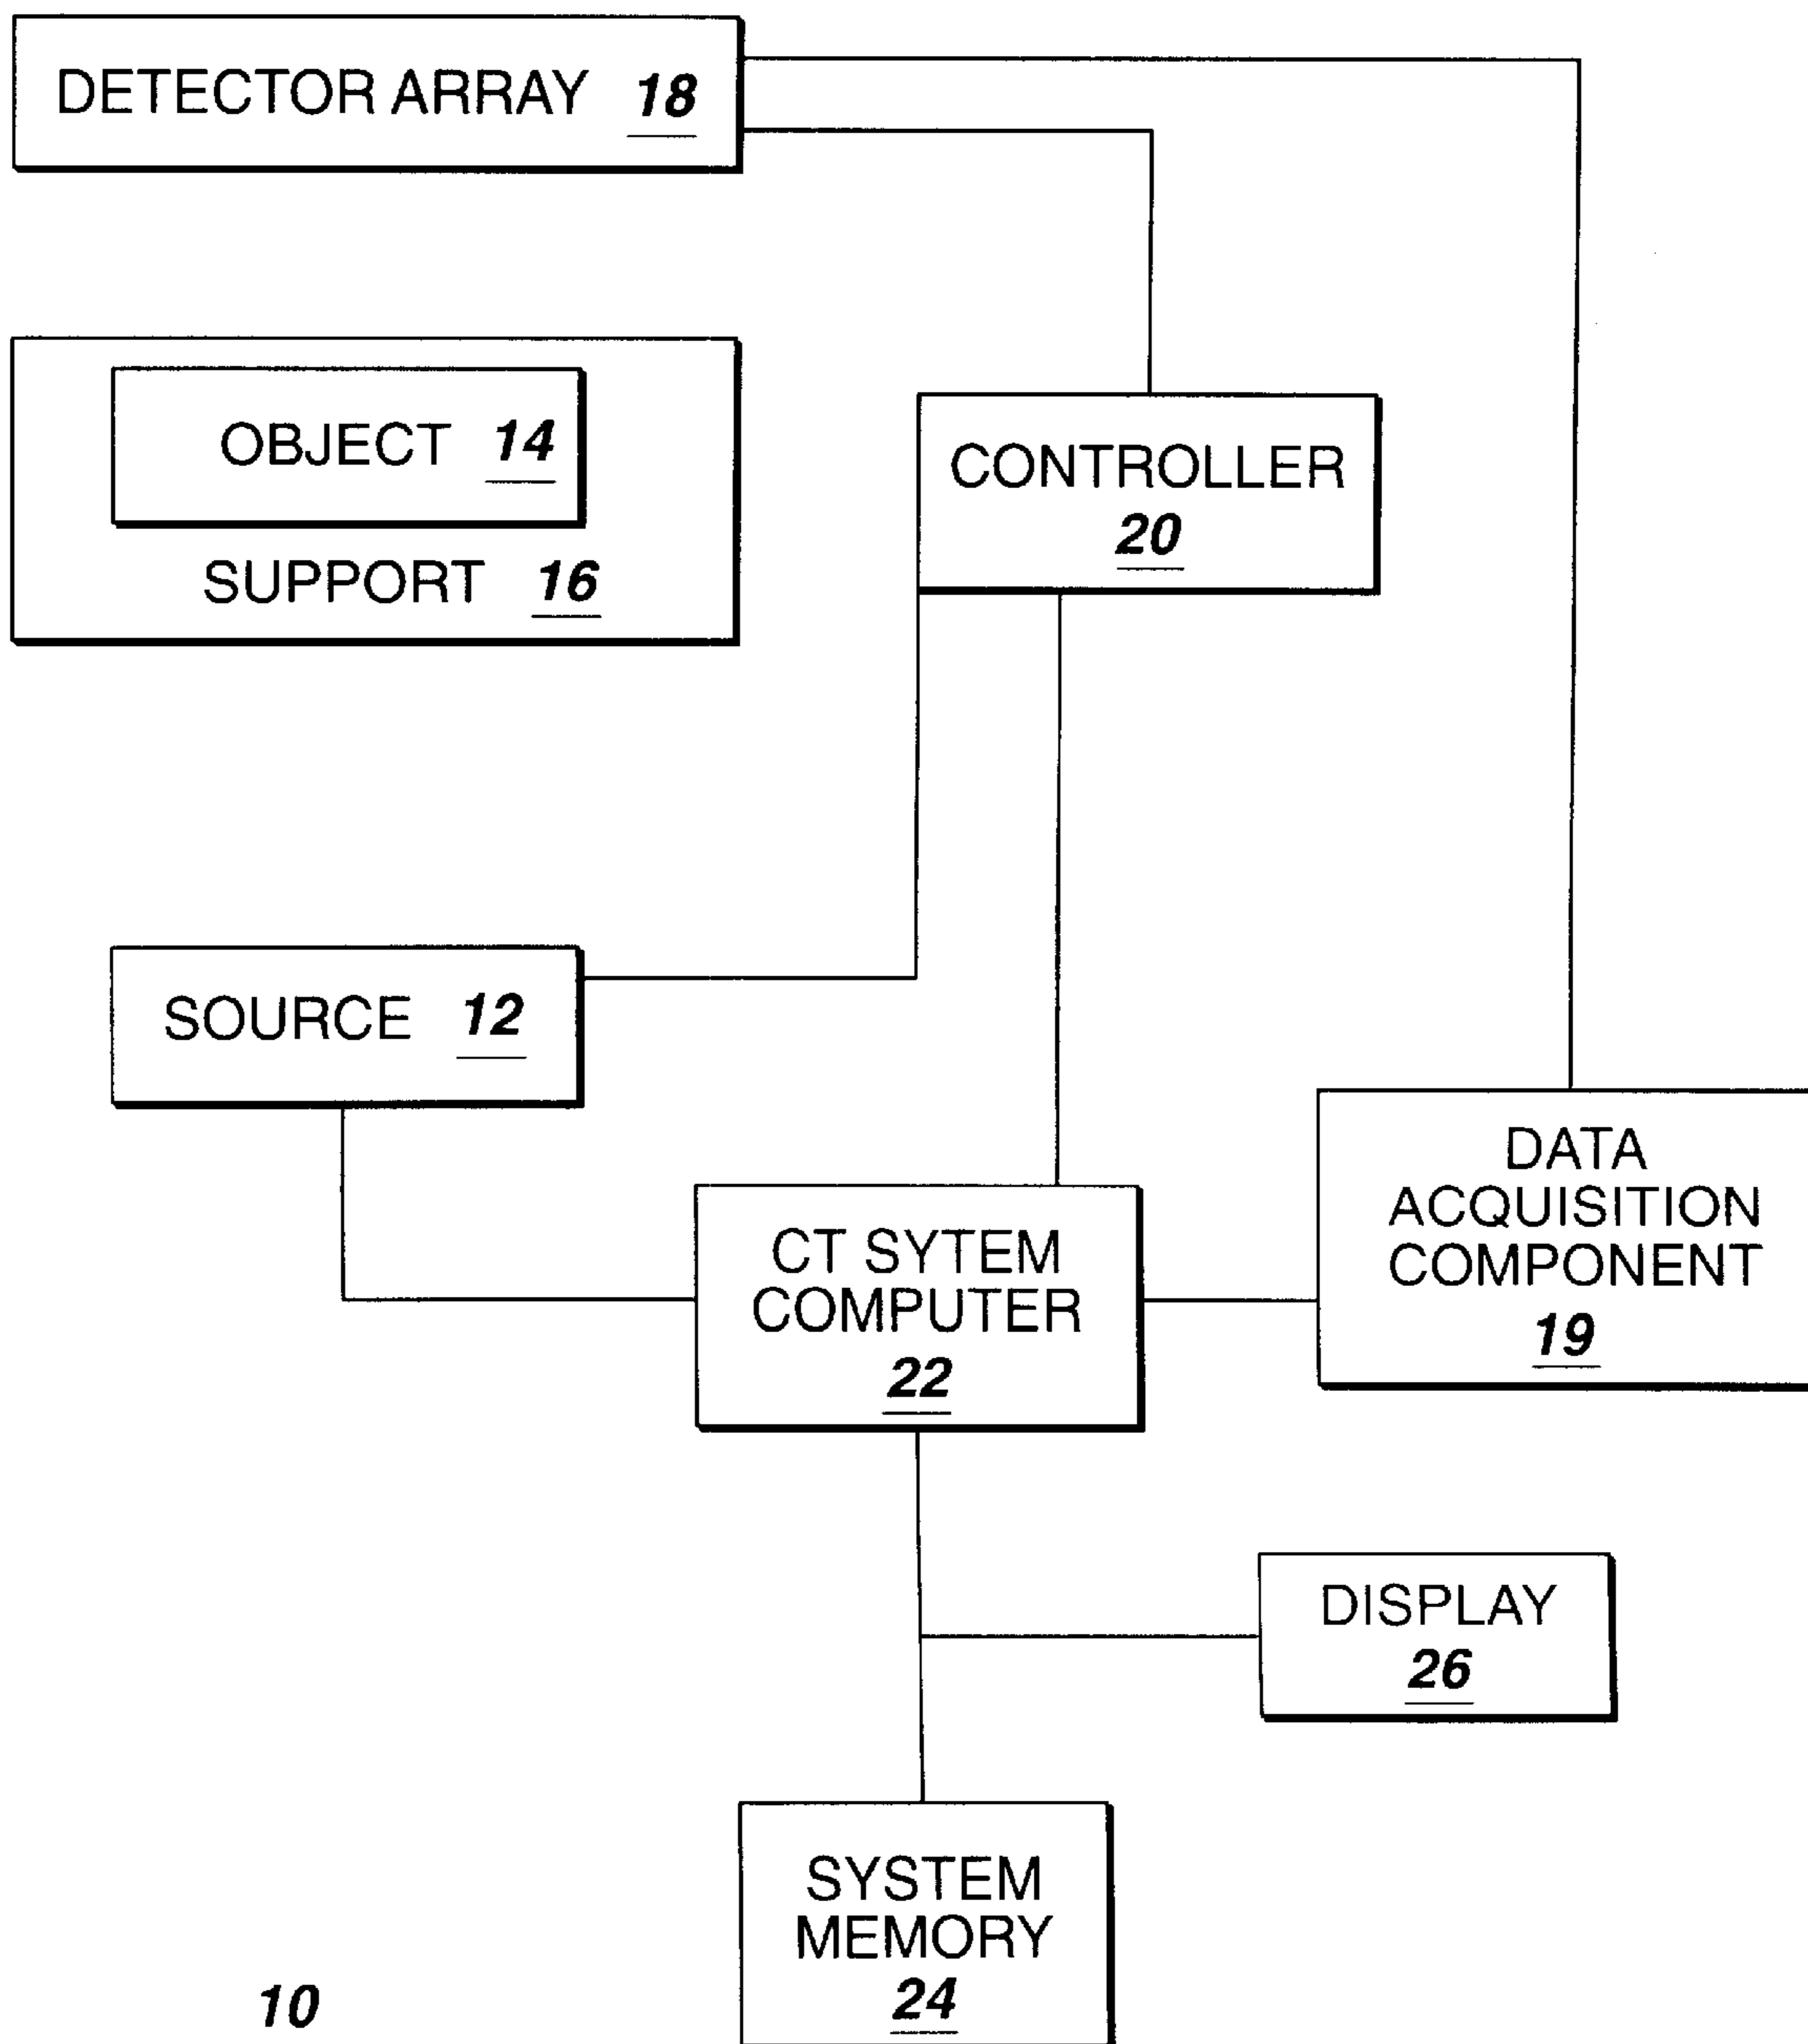 DETECTOR ARRAY 18
OBJECT 14
SUPPORT 16
CONTROLLER
20
SOURCE 12
DATA
ACQUISITION
COMPONENT
19
CT SYTEM
COMPUTER
22
DISPLAY
26
SYSTEM
MEMORY
24
10